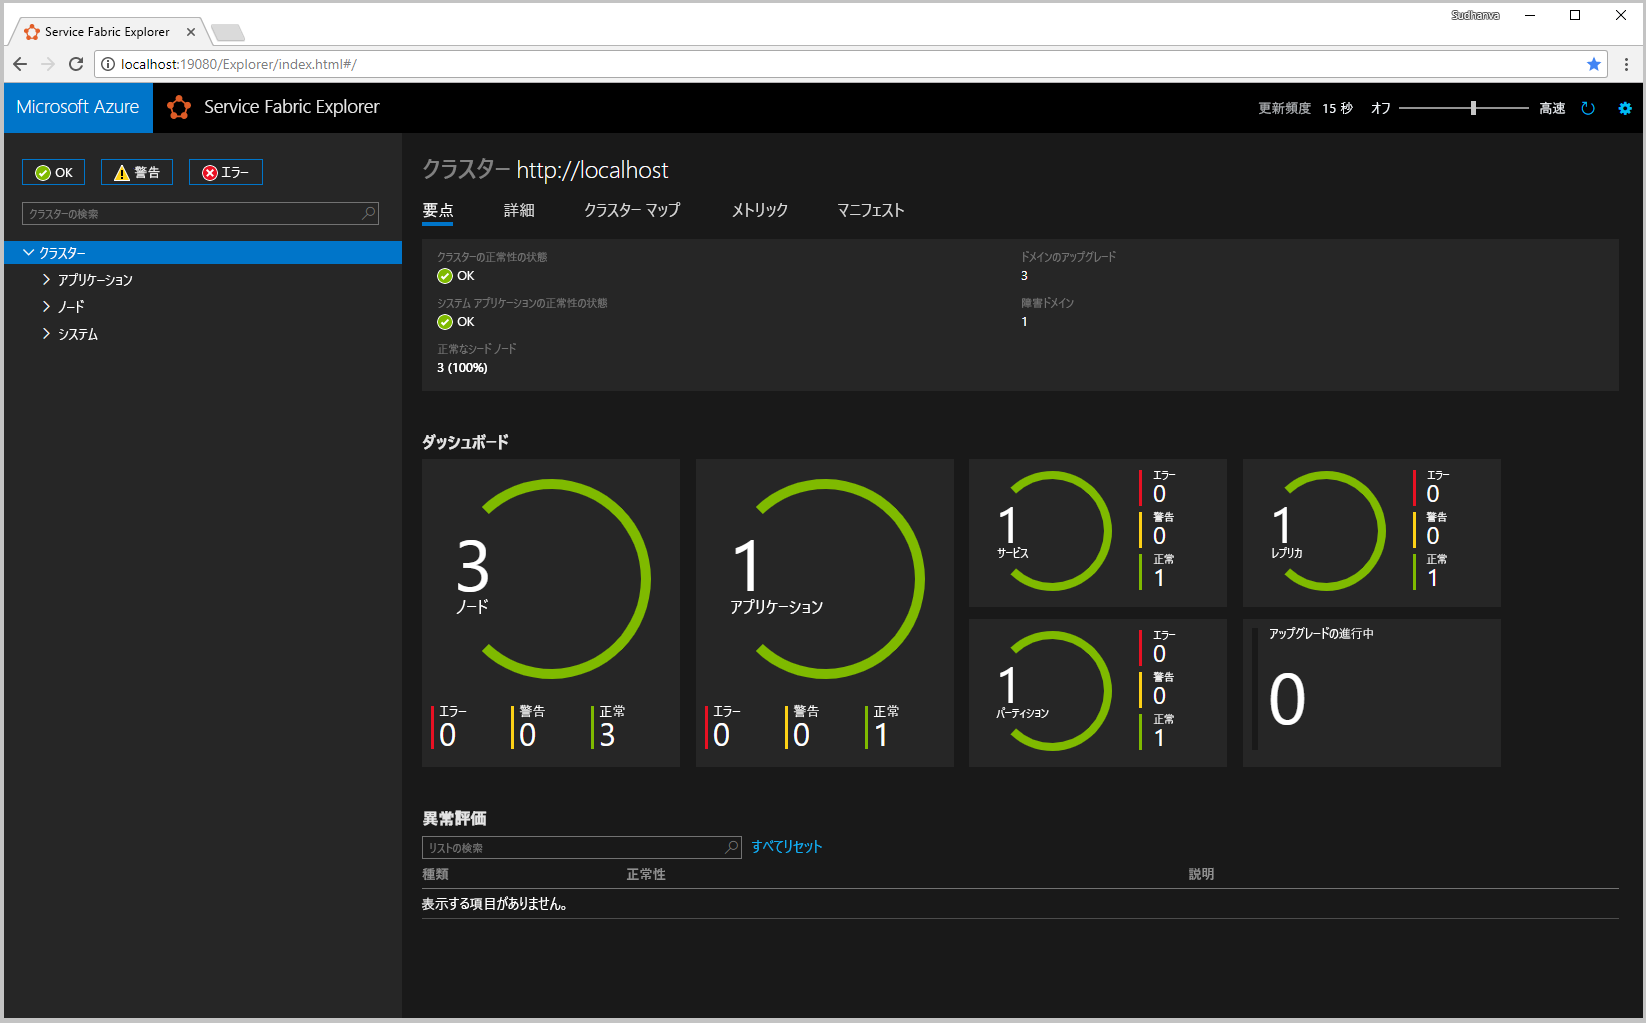 Sudhanva
Service Fabric Explorer
localhost:19080/Explorer/index.html#/
Microsoft Azure
Service Fabric Explorer
更新頻度 15 秒 オフ 高速
OK 警告 エラー
クラスターの検索
クラスター
アプリケーション
ノード
システム
クラスター http://localhost
要点 詳細 クラスター マップ メトリック マニフェスト
クラスターの正常性の状態
OK
システム アプリケーションの正常性の状態
OK
正常なシード ノード
3 (100%)
ドメインのアップグレード
3
障害ドメイン
1
ダッシュボード
3
ノード
エラー 警告 正常
0 0 3
1
アプリケーション
エラー 警告 正常
0 0 1
1
サービス
エラー
0
警告
0
正常
1
1
レプリカ
エラー
0
警告
0
正常
1
1
パーティション
エラー
0
警告
0
正常
1
アップグレードの進行中
0
異常評価
リストの検索 すべてリセット
種類 正常性 説明
表示する項目がありません。